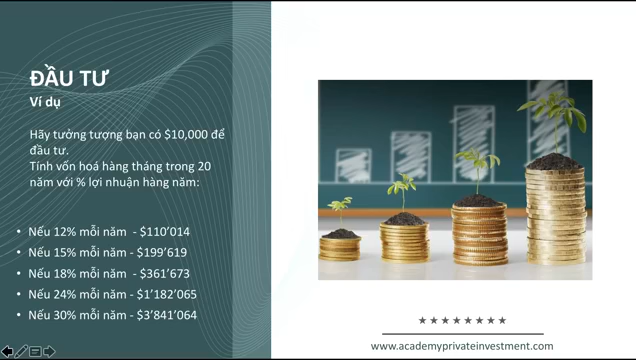 ĐẦU TƯ
Ví dụ
Hãy tưởng tượng bạn có $10,000 để
đầu tư.
Tính vốn hoá hàng tháng trong 20
năm với % lợi nhuận hàng năm:
• Nếu 12% mỗi năm - $110’014
• Nếu 15% mỗi năm - $199’619
• Nếu 18% mỗi năm - $361’673
• Nếu 24% mỗi năm - $1’182’065
• Nếu 30% mỗi năm - $3’841’064
www.academyprivateinvestment.com